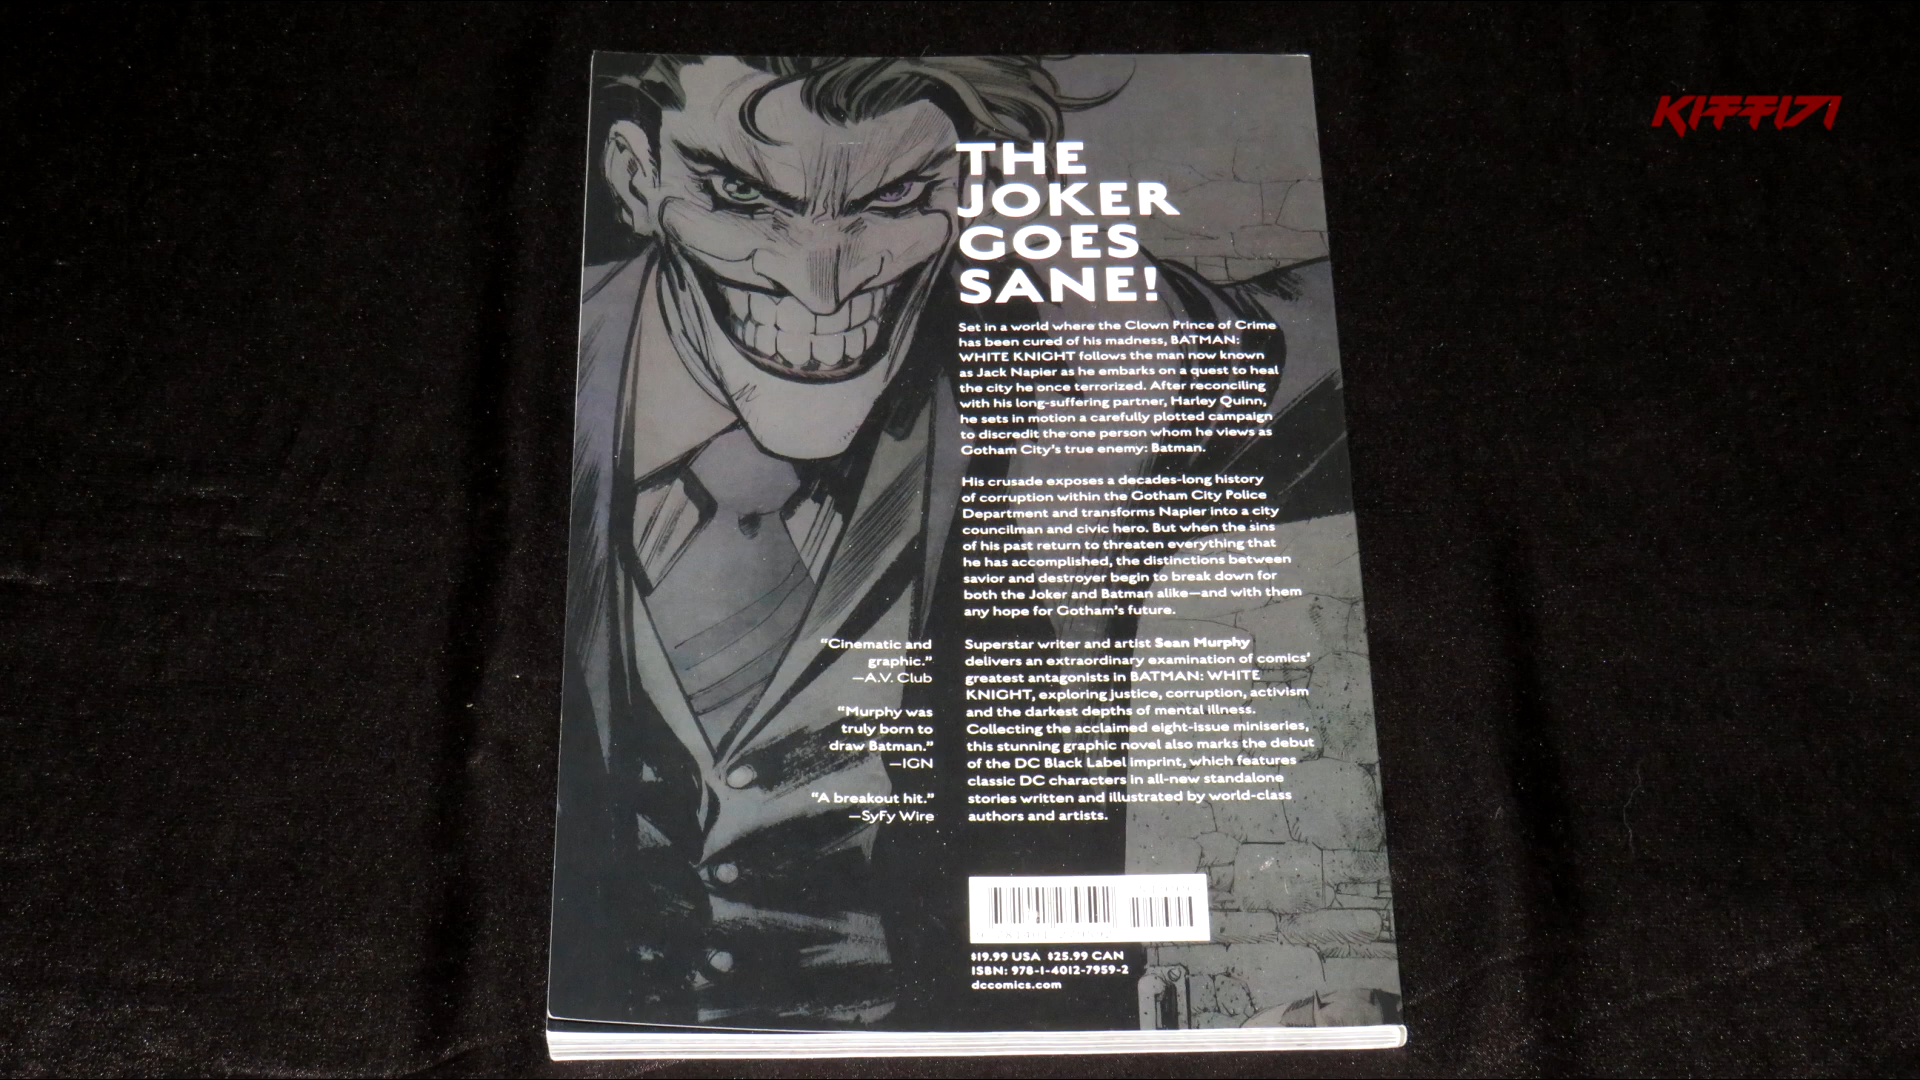 KITTIDI
THE
JOKER
GOES
SANE!
Set in a world where the Clown Prince of Crime
has been cured of his madness, BATMAN:
WHITE KNIGHT follows the man now known
as Jack Napier as he embarks on a quest to heal
the city he once terrorized. After reconciling
with his long-suffering partner, Harley Quinn,
he sets in motion a carefully plotted campaign
to discredit the one person whom he views as
Gotham City's true enemy: Batman.
His crusade exposes a decades-long history
of corruption within the Gotham City Police
Department and transforms Napier into a city
councilman and civic hero. But when the sins
of his past return to threaten everything that
he has accomplished, the distinctions between
savior and destroyer begin to break down for
both the Joker and Batman alike—and with them
any hope for Gotham's future.
"Cinematic and
graphic."
—A.V. Club
"Murphy was
truly born to
draw Batman."
—IGN
"A breakout hit."
—SyFy Wire
Superstar writer and artist Sean Murphy
delivers an extraordinary examination of comics'
greatest antagonists in BATMAN: WHITE
KNIGHT, exploring justice, corruption, activism
and the darkest depths of mental illness.
Collecting the acclaimed eight-issue miniseries,
this stunning graphic novel also marks the debut
of the DC Black Label imprint, which features
classic DC characters in all-new standalone
stories written and illustrated by world-class
authors and artists.
$19.99 USA $25.99 CAN
ISBN: 978-1-4012-7959-2
dccomics.com